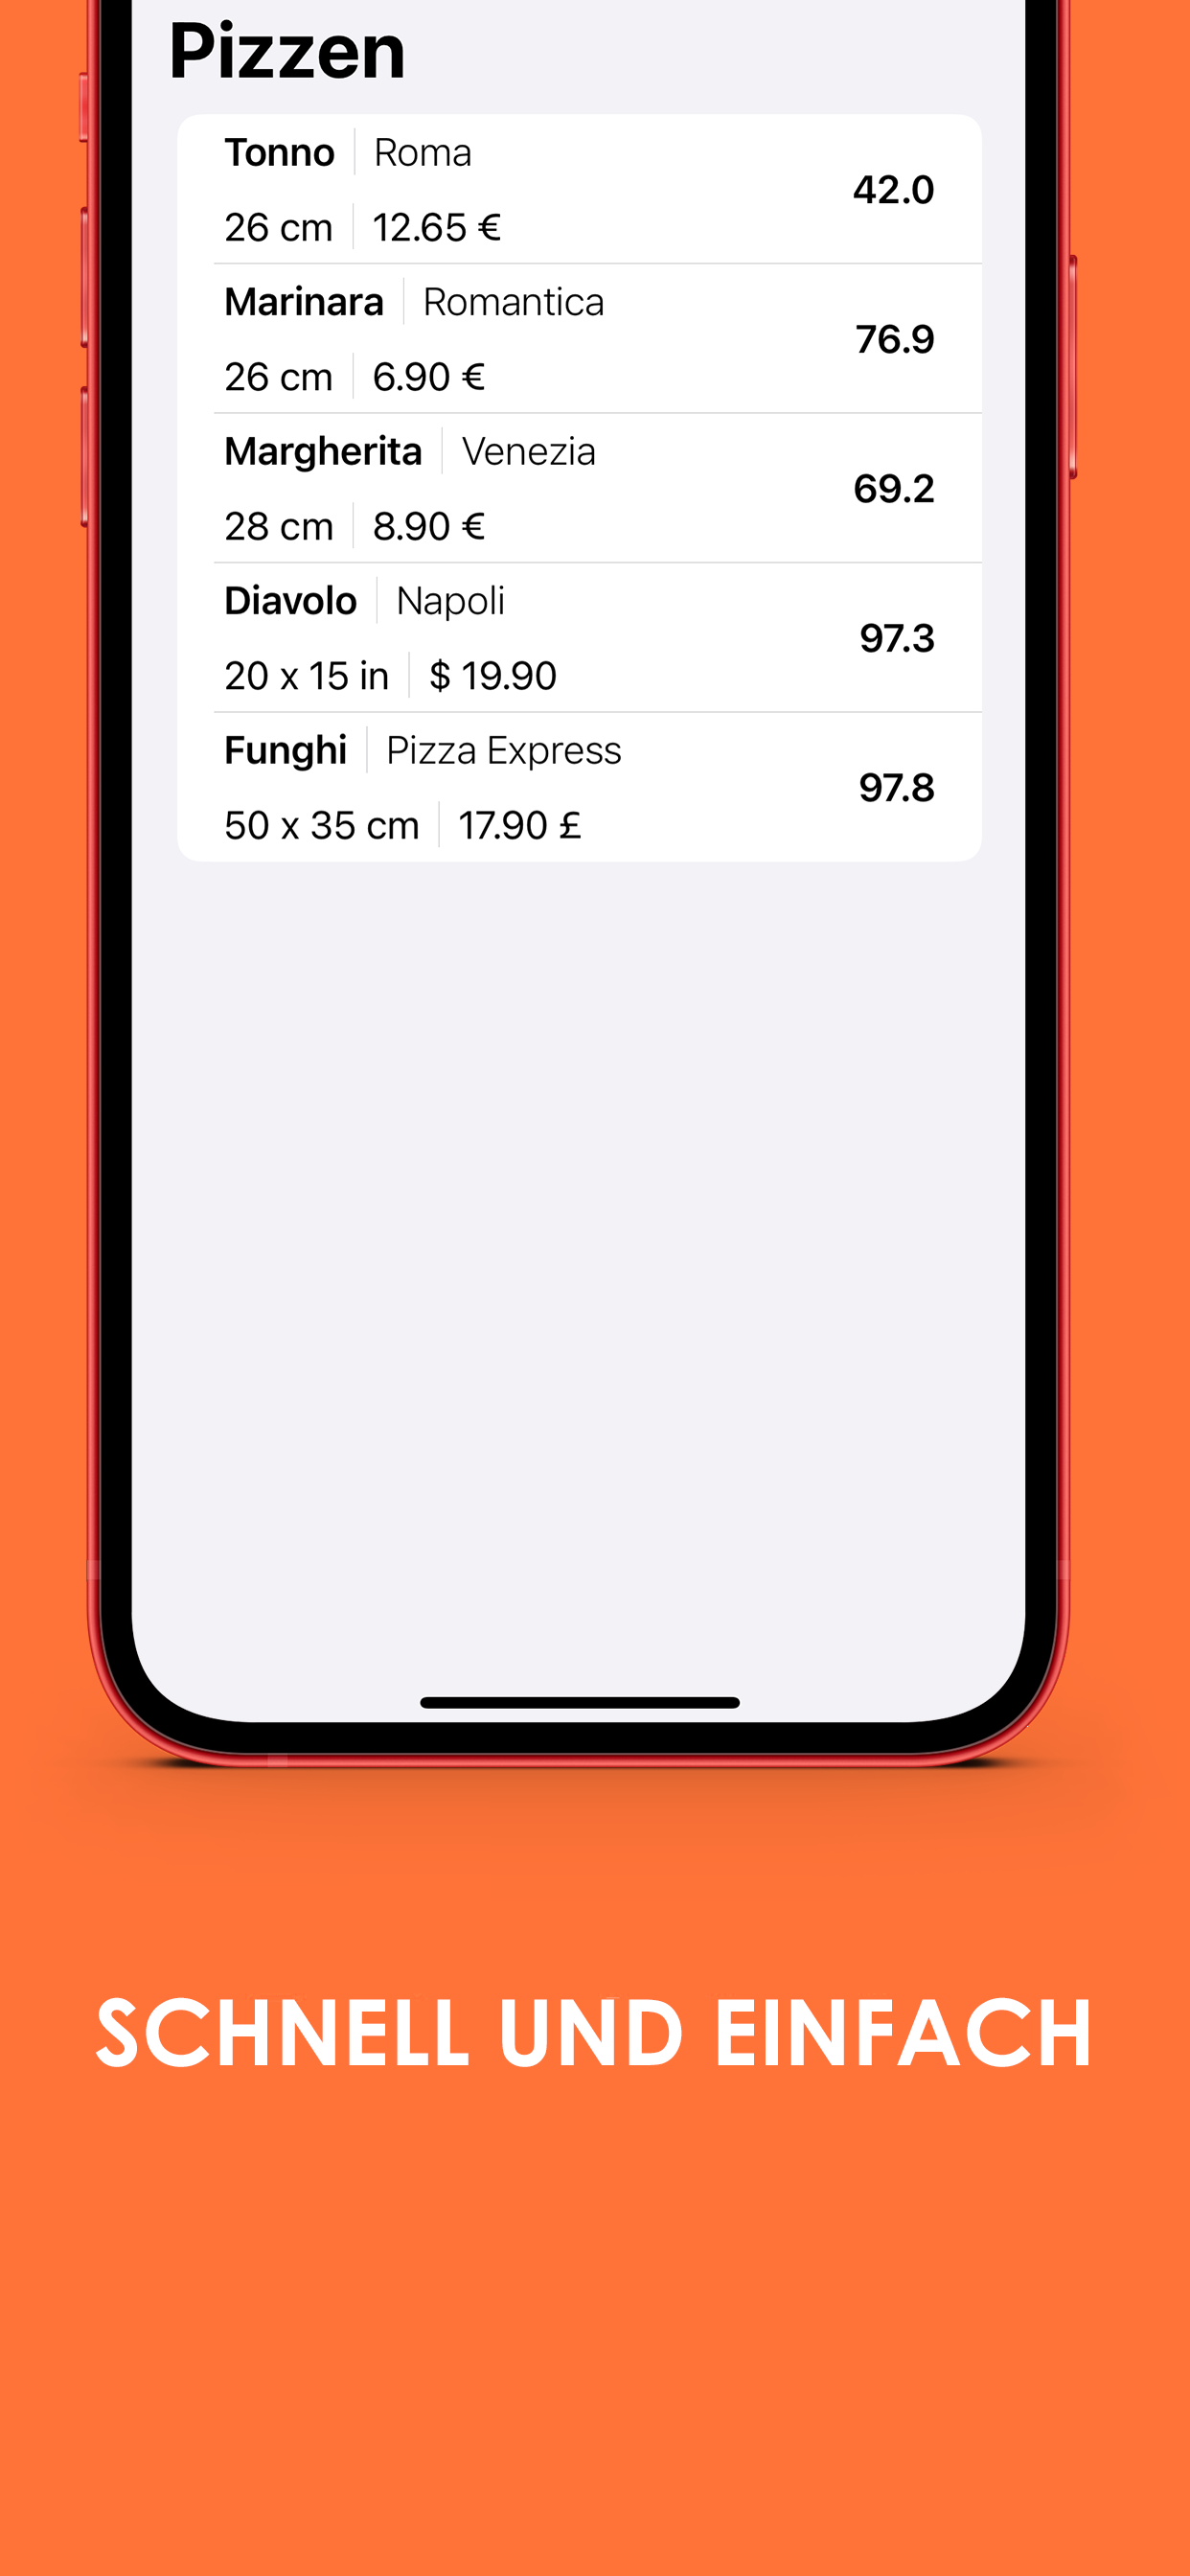 Pizzen
Tonno Roma
42.0
26 cm 12.65 €
Marinara Romantica
76.9
26 cm 6.90 €
Margherita Venezia
69.2
28 cm 8.90 €
Diavolo Napoli
97.3
20 x 15 in $ 19.90
Funghi Pizza Express
97.8
50 x 35 cm 17.90 £
SCHNELL UND EINFACH